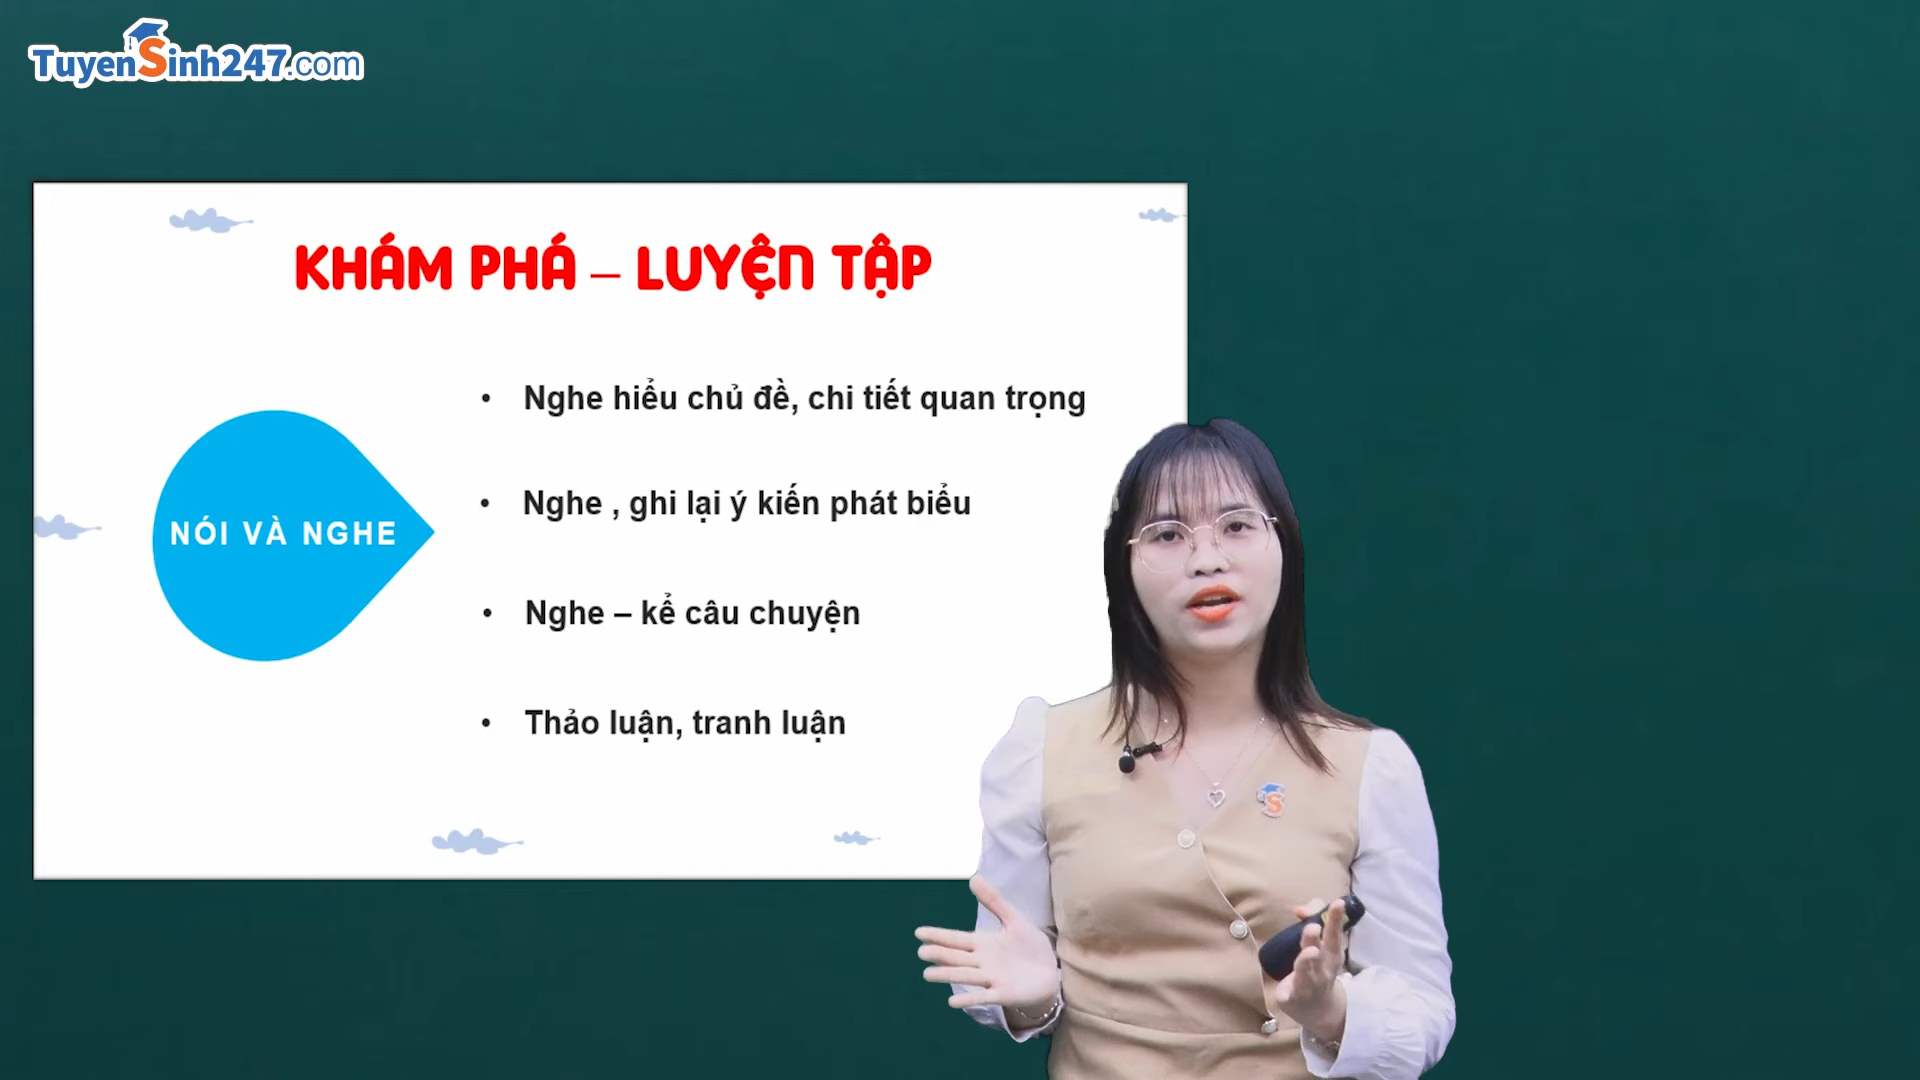 TuyenSinh247.com
KHÁM PHÁ – LUYỆN TẬP
• Nghe hiểu chủ đề, chi tiết quan trọng
• Nghe , ghi lại ý kiến phát biểu
NÓI VÀ NGHE
• Nghe – kể câu chuyện
• Thảo luận, tranh luận